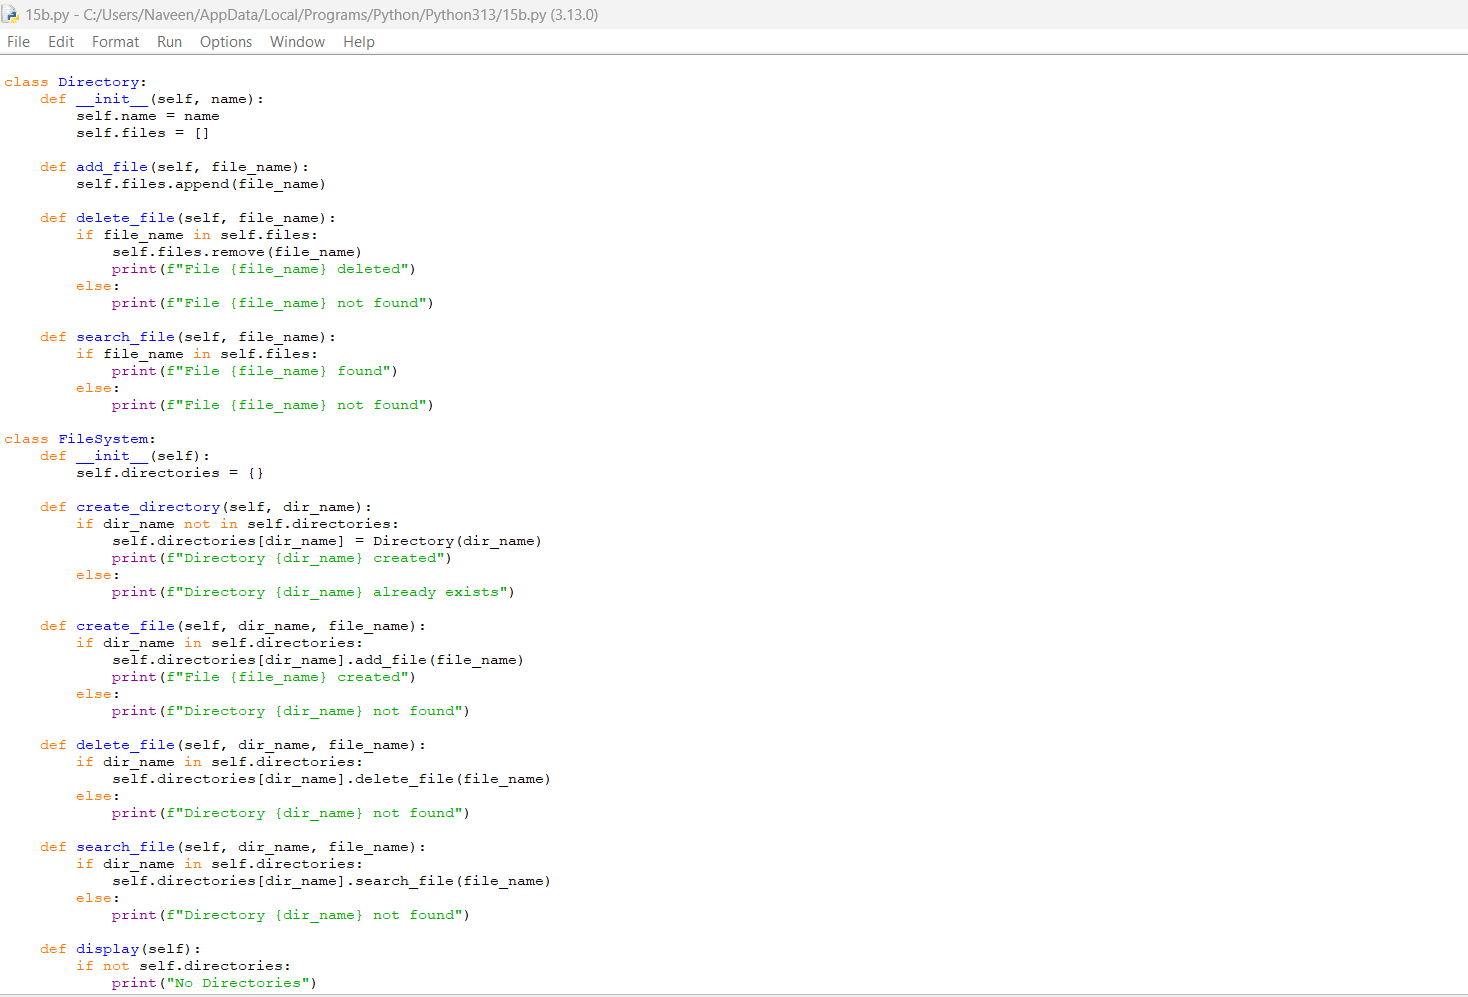 15b.py - C:/Users/Naveen/AppData/Local/Programs/Python/Python313/15b.py (3.13.0)
File Edit Format Run Options Window Help
class Directory:
    def __init__(self, name):
        self.name = name
        self.files = []

    def add_file(self, file_name):
        self.files.append(file_name)

    def delete_file(self, file_name):
        if file_name in self.files:
            self.files.remove(file_name)
            print(f"File {file_name} deleted")
        else:
            print(f"File {file_name} not found")

    def search_file(self, file_name):
        if file_name in self.files:
            print(f"File {file_name} found")
        else:
            print(f"File {file_name} not found")

class FileSystem:
    def __init__(self):
        self.directories = {}

    def create_directory(self, dir_name):
        if dir_name not in self.directories:
            self.directories[dir_name] = Directory(dir_name)
            print(f"Directory {dir_name} created")
        else:
            print(f"Directory {dir_name} already exists")

    def create_file(self, dir_name, file_name):
        if dir_name in self.directories:
            self.directories[dir_name].add_file(file_name)
            print(f"File {file_name} created")
        else:
            print(f"Directory {dir_name} not found")

    def delete_file(self, dir_name, file_name):
        if dir_name in self.directories:
            self.directories[dir_name].delete_file(file_name)
        else:
            print(f"Directory {dir_name} not found")

    def search_file(self, dir_name, file_name):
        if dir_name in self.directories:
            self.directories[dir_name].search_file(file_name)
        else:
            print(f"Directory {dir_name} not found")

    def display(self):
        if not self.directories:
            print("No Directories")